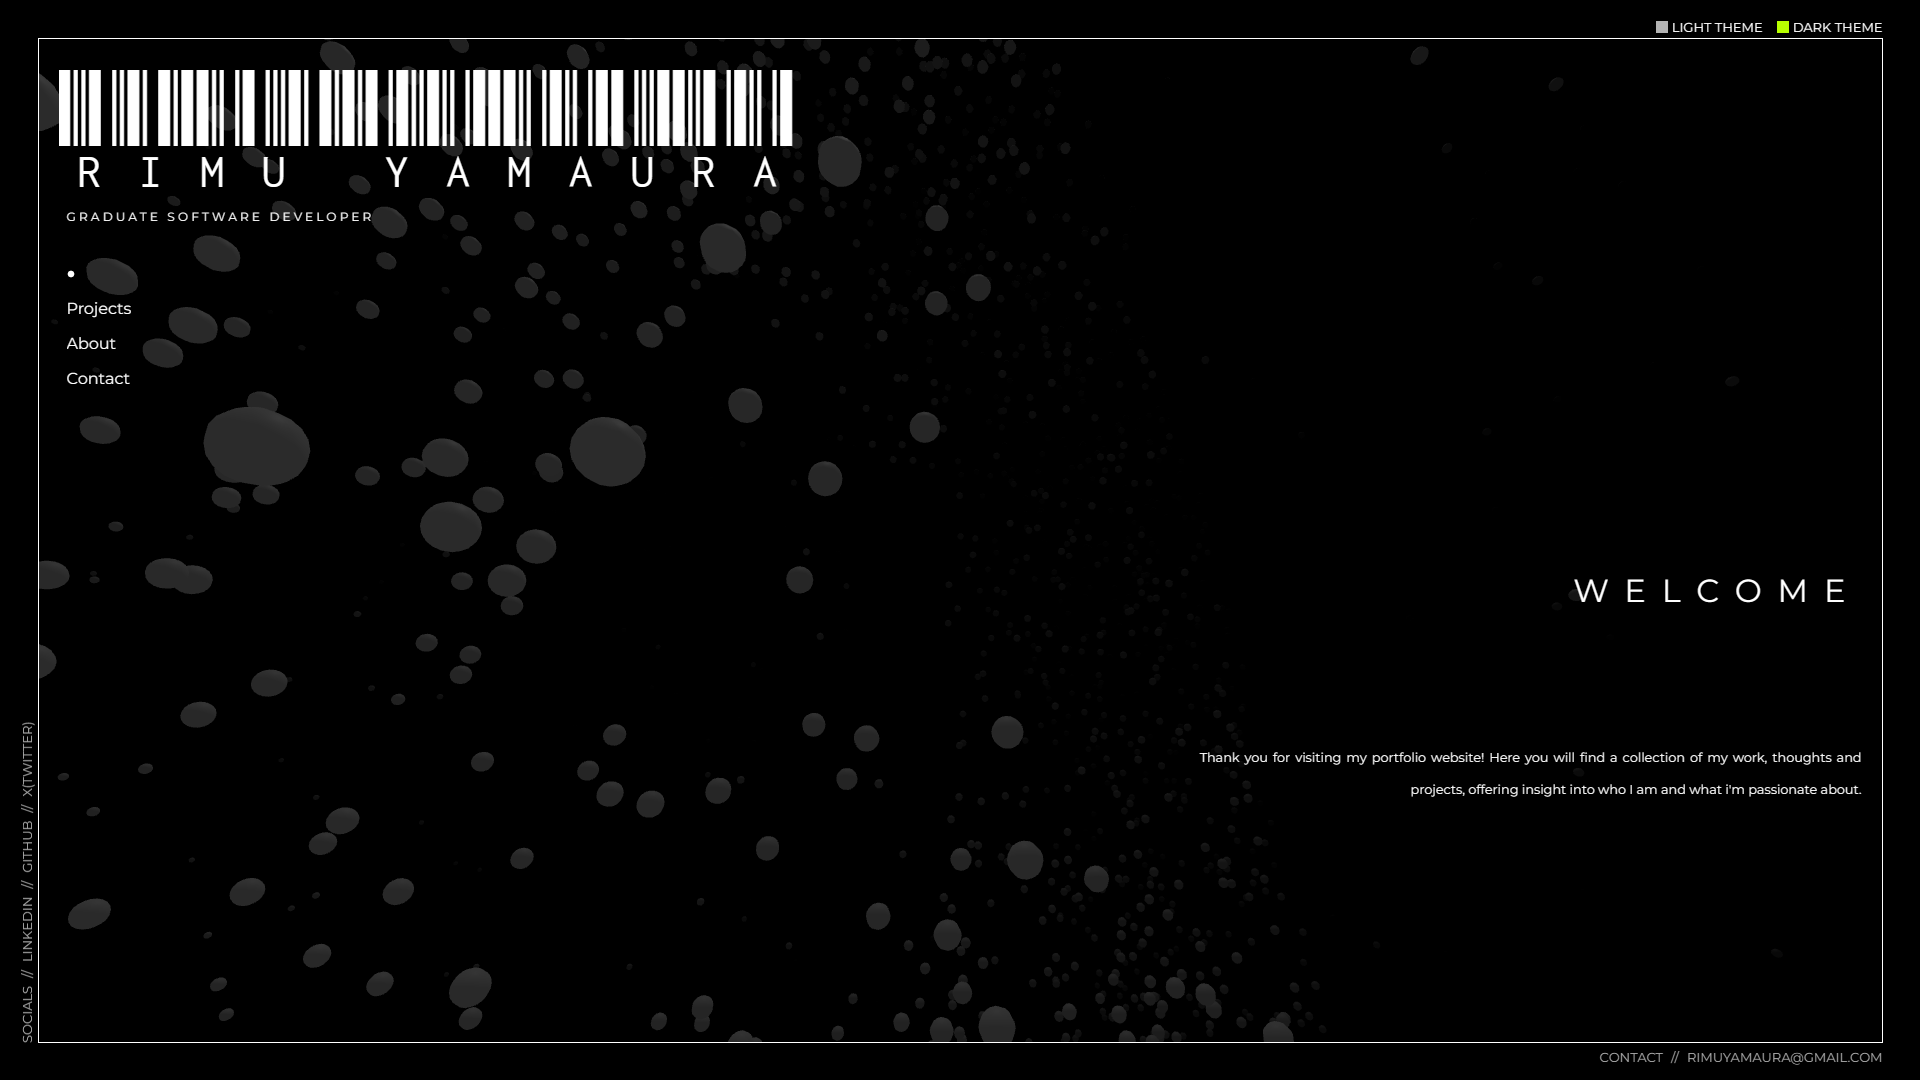 LIGHT THEME DARK THEME
RIMU YAMAURA
GRADUATE SOFTWARE DEVELOPER
Projects
About
Contact
WELCOME
Thank you for visiting my portfolio website! Here you will find a collection of my work, thoughts and
projects, offering insight into who I am and what i'm passionate about.
SOCIALS // LINKEDIN // GITHUB // X(TWITTER)
CONTACT // RIMUYAMAURA@GMAIL.COM